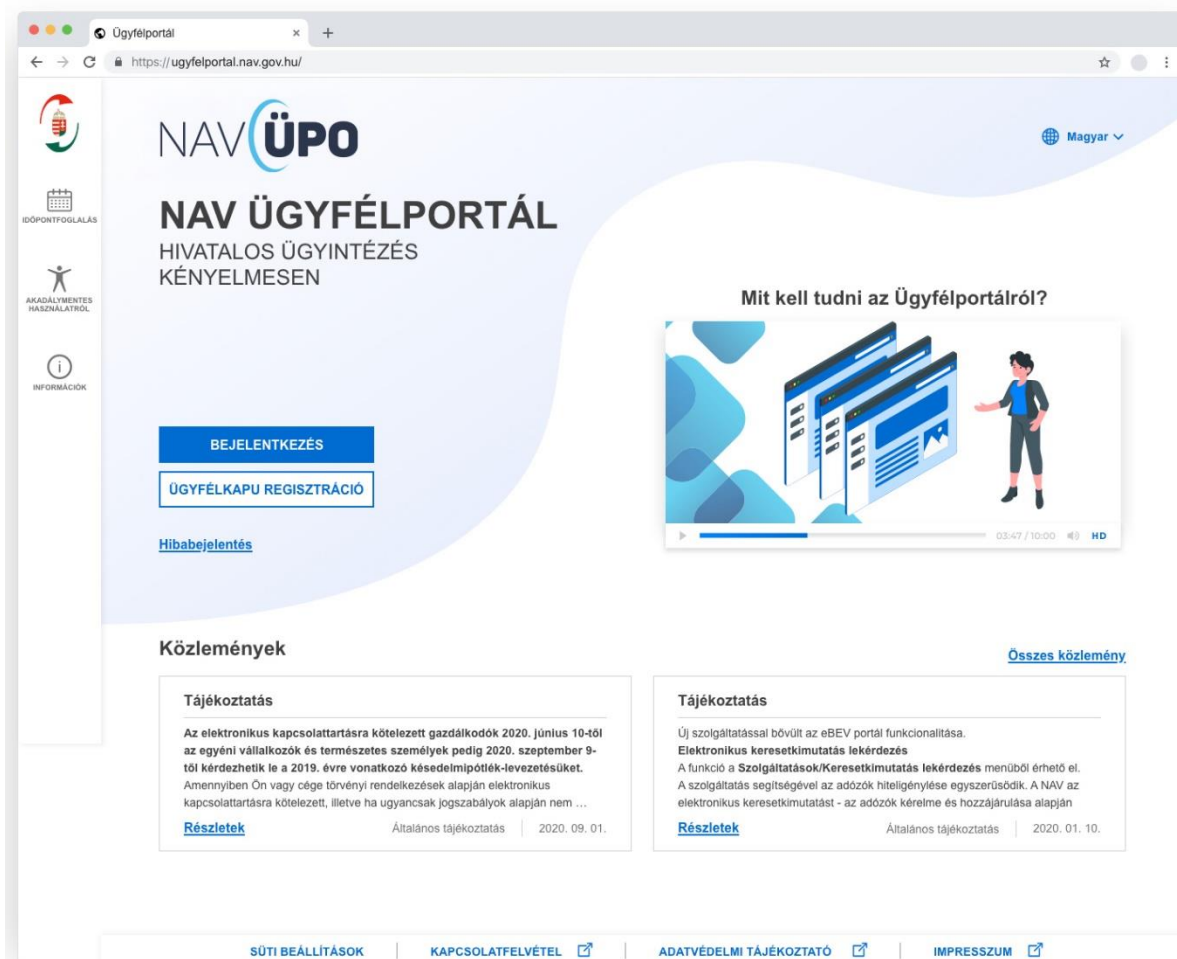 Ügyfélportál
https://ugyfelportal.nav.gov.hu/
NAV ÜPO
Magyar
IDŐPONTFOGLALÁS
AKADÁLYMENTES
HASZNÁLATRÓL
INFORMÁCIÓK
NAV ÜGYFÉLPORTÁL
HIVATALOS ÜGYINTÉZÉS
KÉNYELMESEN
BEJELENTKEZÉS
ÜGYFÉLKAPU REGISZTRÁCIÓ
Hibabejelentés
Mit kell tudni az Ügyfélportálról?
03:47 / 10:00 HD
Közlemények
Összes közlemény
Tájékoztatás
Az elektronikus kapcsolattartásra kötelezett gazdálkodók 2020. június 10-től
az egyéni vállalkozók és természetes személyek pedig 2020. szeptember 9-
től kérdezhetik le a 2019. évre vonatkozó késedelmipótlék-levezetésüket.
Amennyiben Ön vagy cége törvényi rendelkezések alapján elektronikus
kapcsolattartásra kötelezett, illetve ha ugyancsak jogszabályok alapján nem …
Részletek Általános tájékoztatás 2020. 09. 01.
Tájékoztatás
Új szolgáltatással bővült az eBEV portál funkcionalitása.
Elektronikus keresetkimutatás lekérdezés
A funkció a Szolgáltatások/Keresetkimutatás lekérdezés menüből érhető el.
A szolgáltatás segítségével az adózók hiteligénylése egyszerűsödik. A NAV az
elektronikus keresetkimutatást - az adózók kérelme és hozzájárulása alapján
Részletek Általános tájékoztatás 2020. 01. 10.
SÜTI BEÁLLÍTÁSOK KAPCSOLATFELVÉTEL ADATVÉDELMI TÁJÉKOZTATÓ IMPRESSZUM